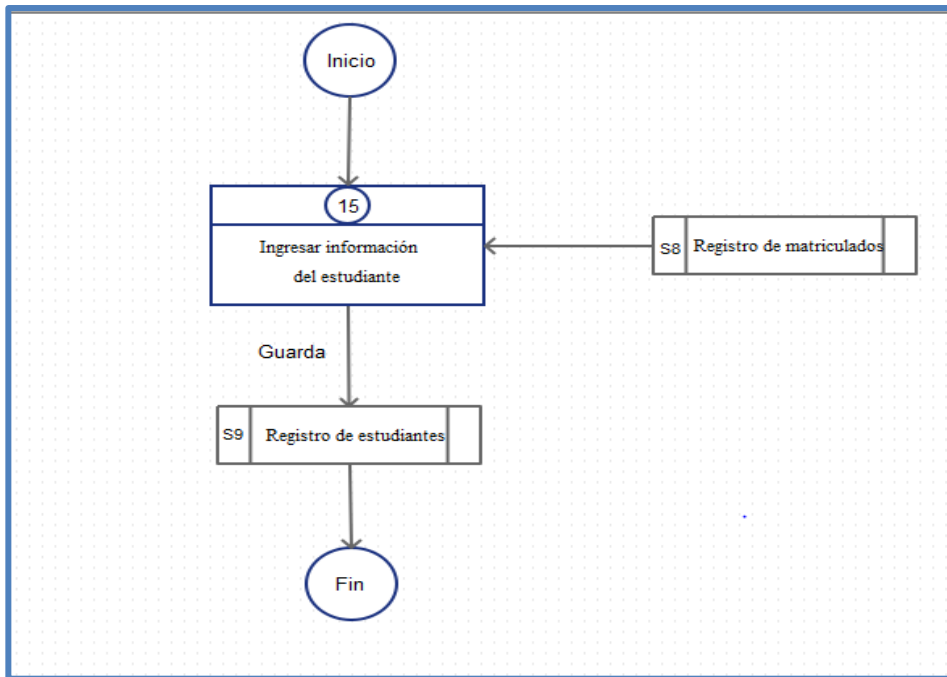 Inicio
15
Ingresar información
del estudiante
S8 Registro de matriculados
Guarda
S9 Registro de estudiantes
Fin